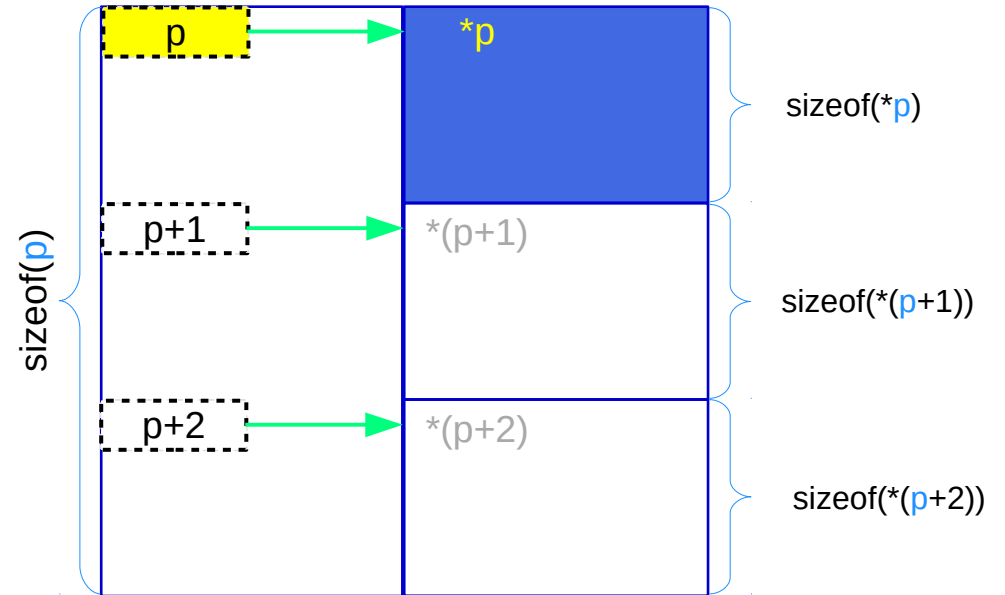 p
*p
sizeof(*p)
p+1
*(p+1)
sizeof(p)
sizeof(*(p+1))
p+2
*(p+2)
sizeof(*(p+2))